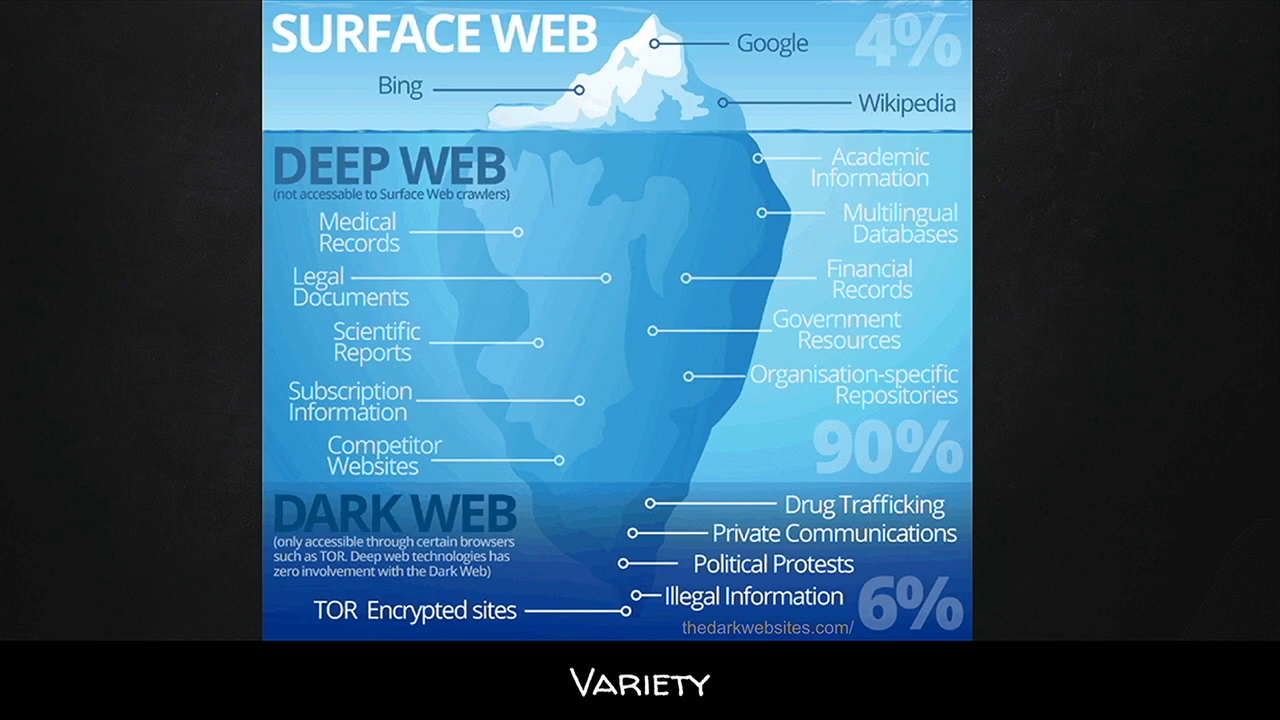 SURFACE WEB
4%
Google
Bing
Wikipedia
DEEP WEB
(not accessable to Surface Web crawlers)
Academic
Information
Medical
Records
Multilingual
Databases
Legal
Documents
Financial
Records
Scientific
Reports
Government
Resources
Subscription
Information
Organisation-specific
Repositories
Competitor
Websites
90%
DARK WEB
(only accessible through certain browsers
such as TOR. Deep web technologies has
zero involvement with the Dark Web)
Drug Trafficking
Private Communications
Political Protests
Illegal Information
TOR Encrypted sites
6%
thedarkwebsites.com/
Variety